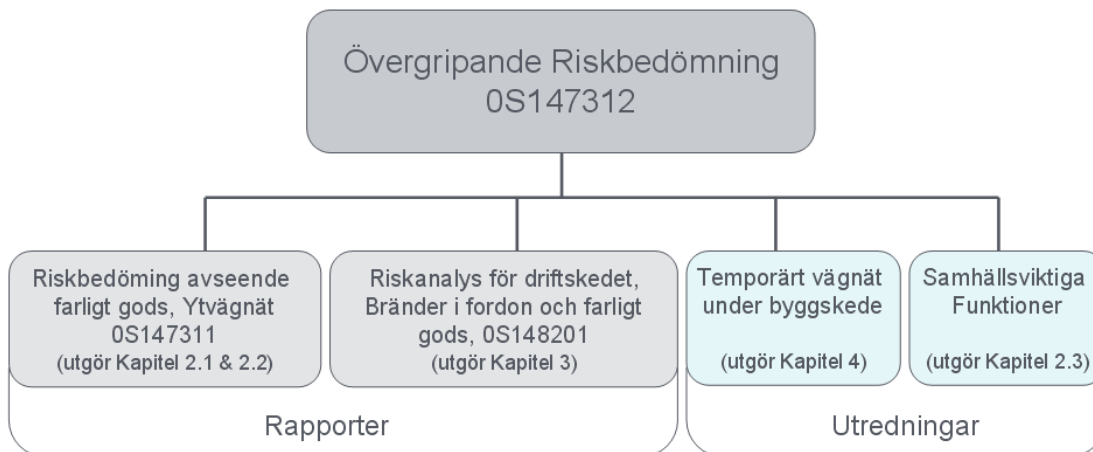 Övergripande Riskbedömning
0S147312
Riskbedöming avseende
farligt gods, Ytvägnät
0S147311
(utgör Kapitel 2.1 & 2.2)
Riskanalys för driftskedet,
Bränder i fordon och farligt
gods, 0S148201
(utgör Kapitel 3)
Temporärt vägnät
under byggskede
(utgör Kapitel 4)
Samhällsviktiga
Funktioner
(utgör Kapitel 2.3)
Rapporter
Utredningar